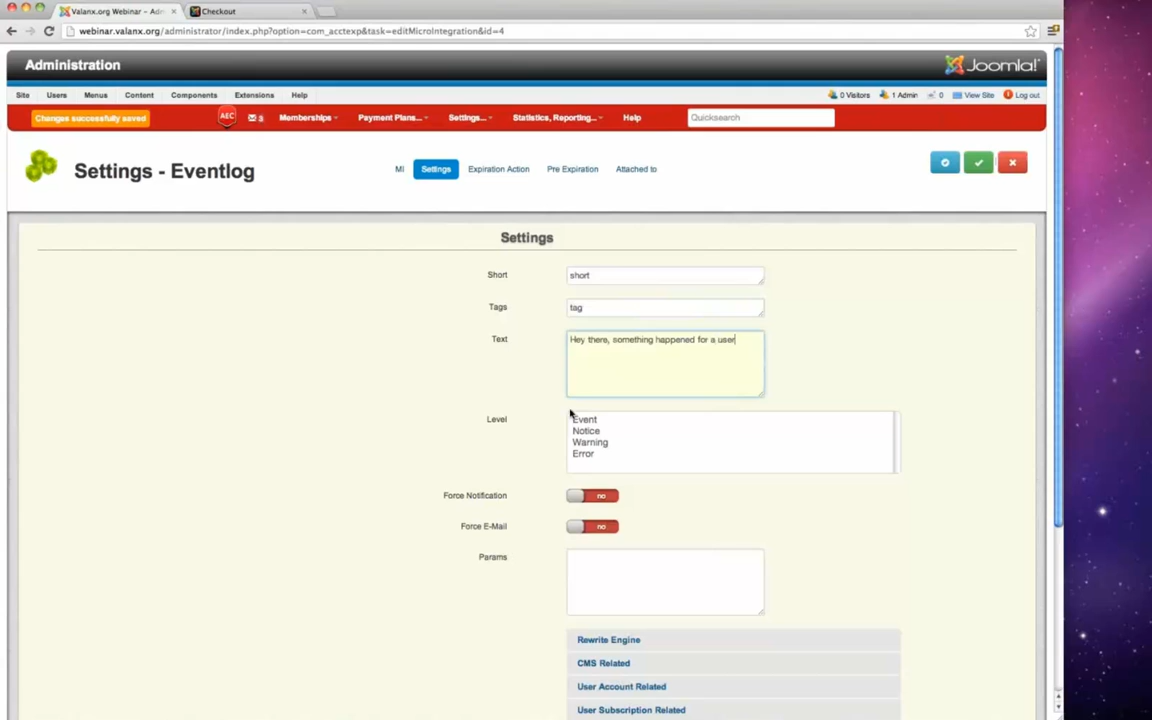 Valanx.org Webinar - Adm
Checkout
webinar.valanx.org/administrator/index.php?option=com_acctexp&task=editMicroIntegration&id=4
Administration
Joomla!
Site Users Menus Content Components Extensions Help
0 Visitors 1 Admin 0 View Site Log out
Changes successfully saved
AEC Memberships Payment Plans... Settings... Statistics, Reporting... Help Quicksearch
Settings - Eventlog
MI Settings Expiration Action Pre Expiration Attached to
Settings
Short short
Tags tag
Text Hey there, something happened for a user
Level Event
Notice
Warning
Error
Force Notification no
Force E-Mail no
Params
Rewrite Engine
CMS Related
User Account Related
User Subscription Related